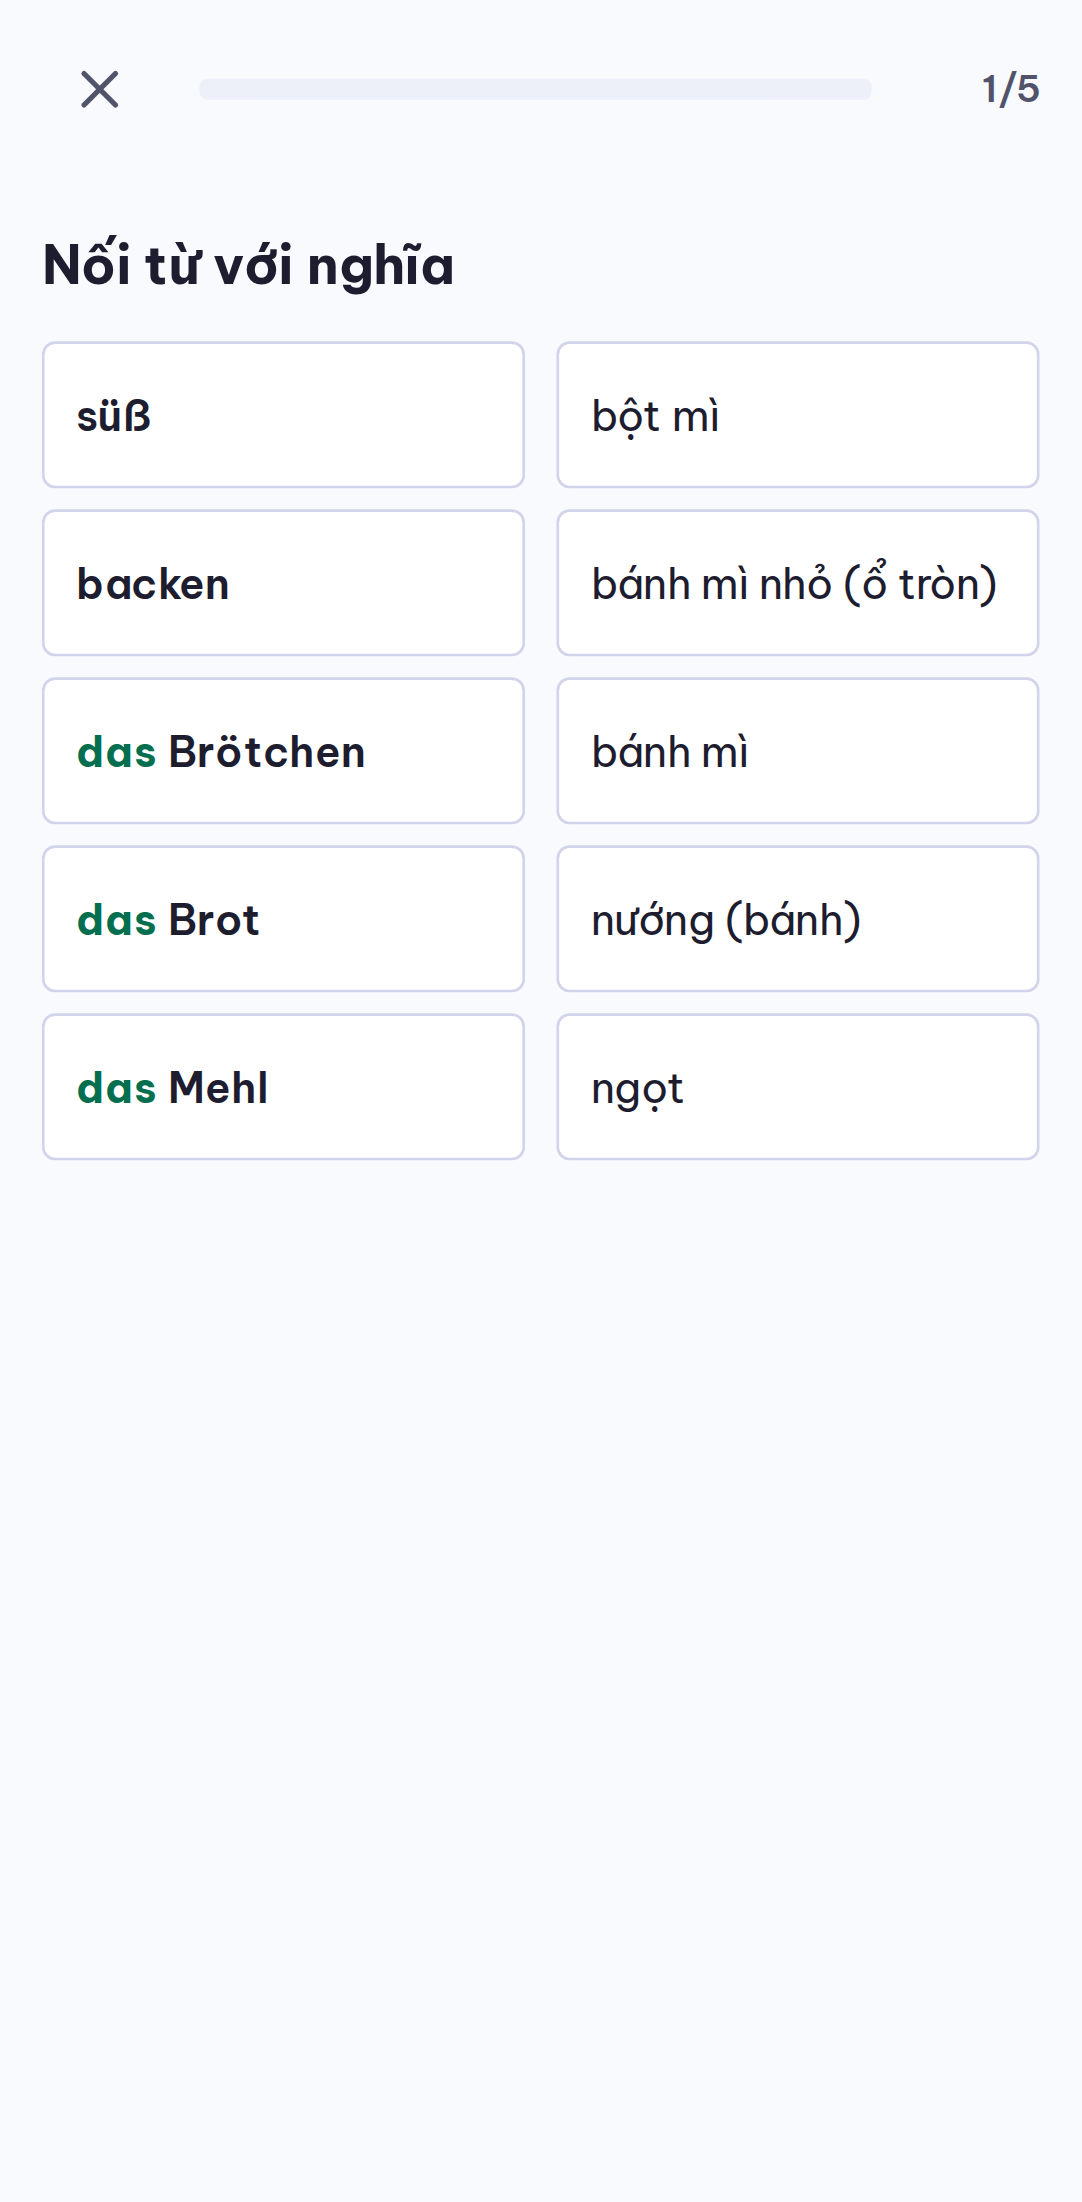 1/5
Nối từ với nghĩa
süß
bột mì
backen
bánh mì nhỏ (ổ tròn)
das Brötchen
bánh mì
das Brot
nướng (bánh)
das Mehl
ngọt